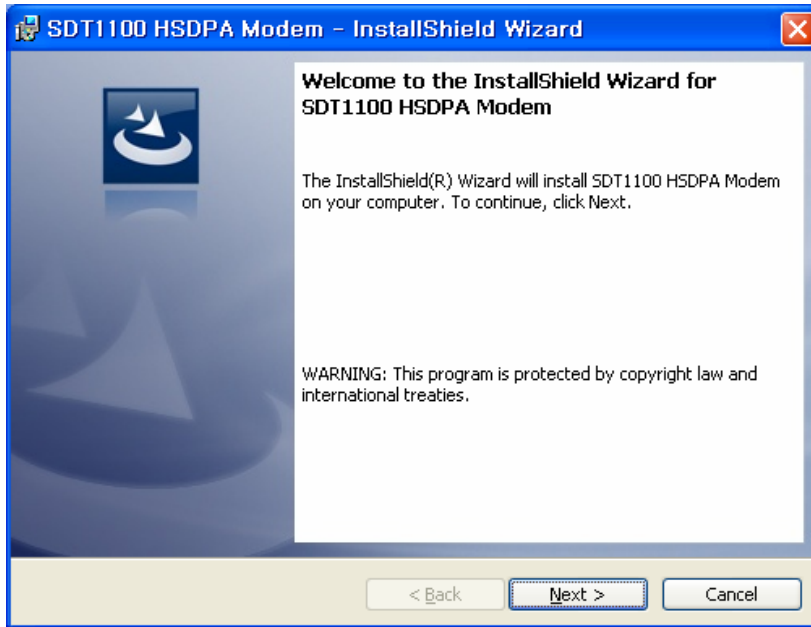 SDT1100 HSDPA Modem - InstallShield Wizard
Welcome to the InstallShield Wizard for
SDT1100 HSDPA Modem
The InstallShield(R) Wizard will install SDT1100 HSDPA Modem
on your computer. To continue, click Next.
WARNING: This program is protected by copyright law and
international treaties.
< Back
Next >
Cancel